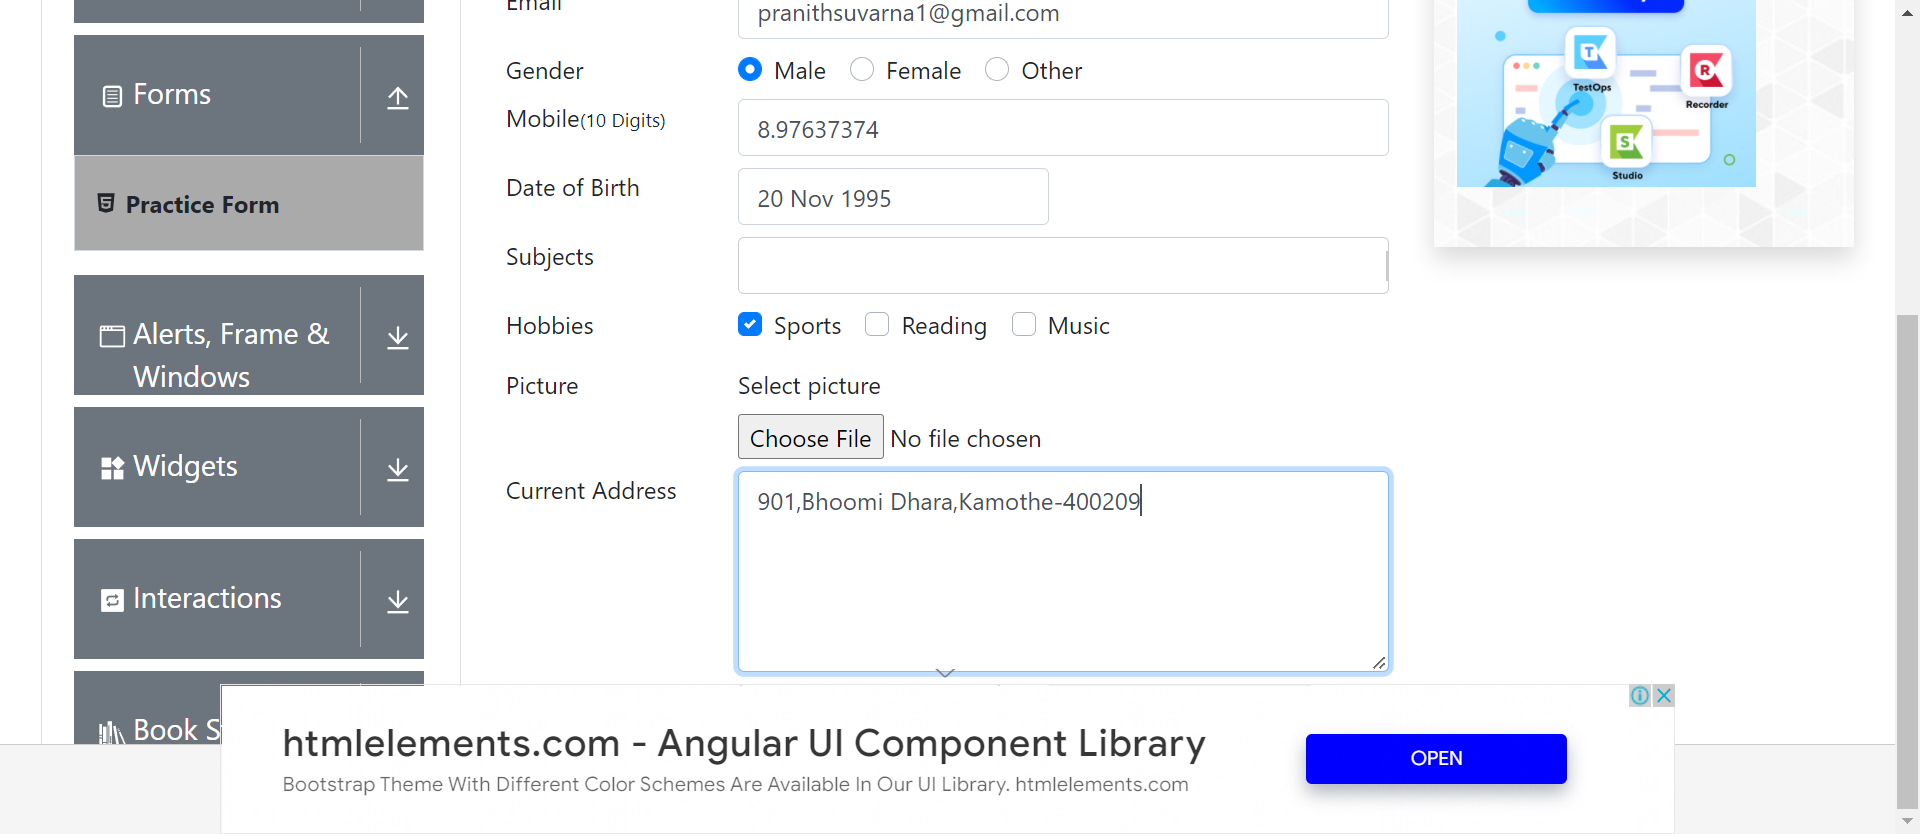 Email
pranithsuvarna1@gmail.com
Gender
Male Female Other
Mobile(10 Digits)
8.97637374
Date of Birth
20 Nov 1995
Subjects
Hobbies
Sports Reading Music
Picture
Select picture
Choose File No file chosen
Current Address
901,Bhoomi Dhara,Kamothe-400209
Forms
Practice Form
Alerts, Frame &
Windows
Widgets
Interactions
Book S
TestOps
Recorder
Studio
htmlelements.com - Angular UI Component Library
Bootstrap Theme With Different Color Schemes Are Available In Our UI Library. htmlelements.com
OPEN